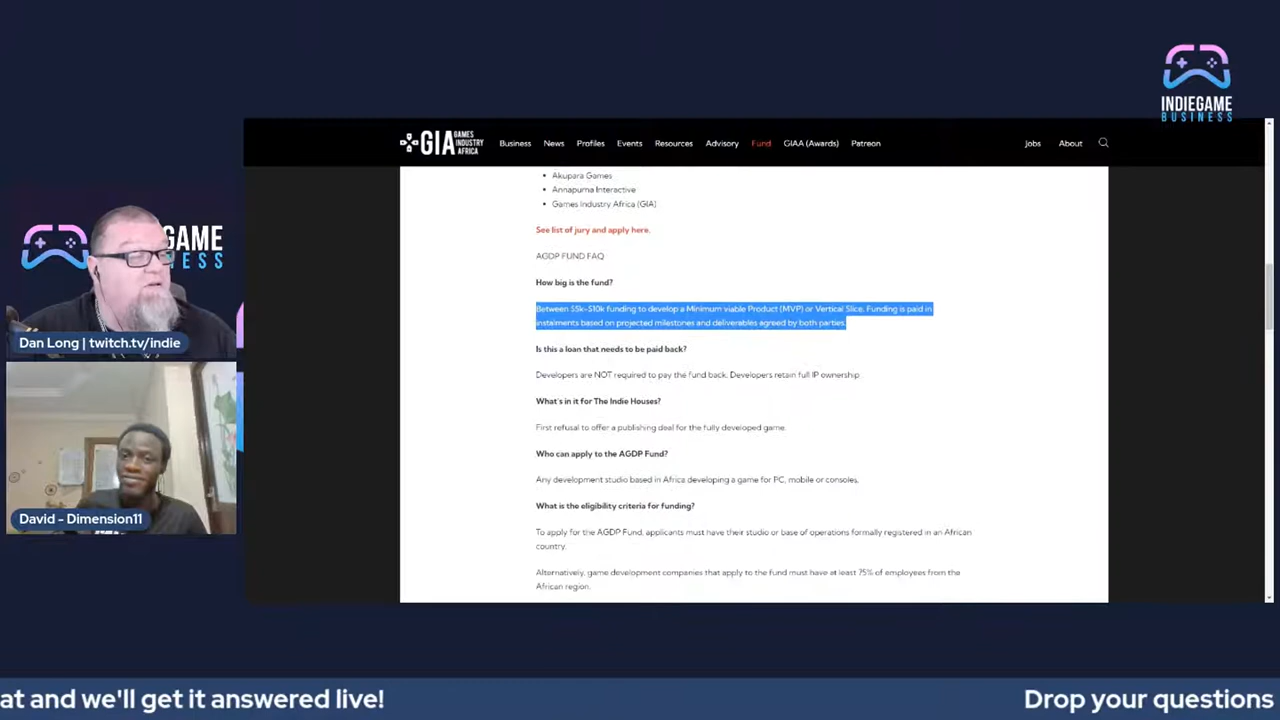 INDIEGAME
BUSINESS
GIA GAMES INDUSTRY AFRICA
Business News Profiles Events Resources Advisory Fund GIAA (Awards) Patreon Jobs About
• Akupara Games
• Annapurna Interactive
• Games Industry Africa (GIA)
See list of jury and apply here.
AGDP FUND FAQ
How big is the fund?
Between $5k-$10k funding to develop a Minimum viable Product (MVP) or Vertical Slice. Funding is paid in
instalments based on projected milestones and deliverables agreed by both parties.
Is this a loan that needs to be paid back?
Developers are NOT required to pay the fund back. Developers retain full IP ownership
What's in it for The Indie Houses?
First refusal to offer a publishing deal for the fully developed game.
Who can apply to the AGDP Fund?
Any development studio based in Africa developing a game for PC, mobile or consoles.
What is the eligibility criteria for funding?
To apply for the AGDP Fund, applicants must have their studio or base of operations formally registered in an African
country.
Alternatively, game development companies that apply to the fund must have at least 75% of employees from the
African region.
GAME
NESS
Dan Long | twitch.tv/indie
David - Dimension11
at and we'll get it answered live!
Drop your questions